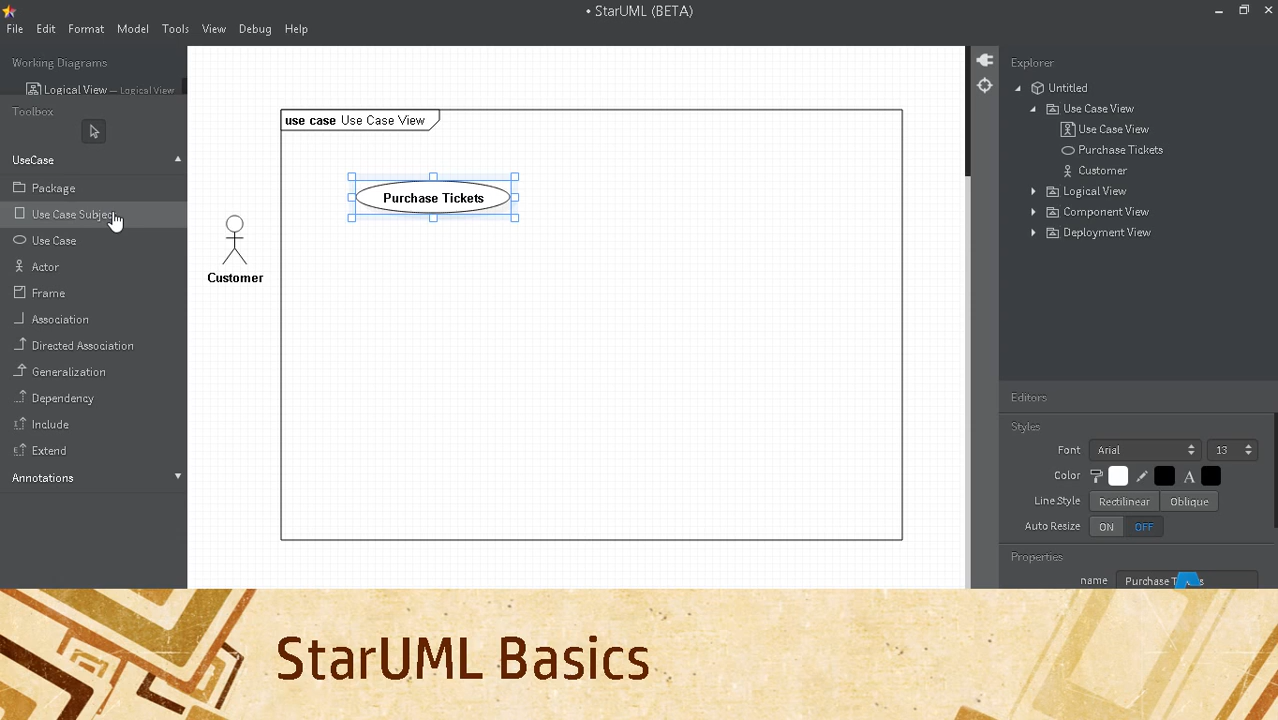 • StarUML (BETA)
File Edit Format Model Tools View Debug Help
Working Diagrams
Logical View — Logical View
Toolbox
UseCase
Package
Use Case Subject
Use Case
Actor
Frame
Association
Directed Association
Generalization
Dependency
Include
Extend
Annotations
use case Use Case View
Purchase Tickets
Customer
Explorer
Untitled
Use Case View
Use Case View
Purchase Tickets
Customer
Logical View
Component View
Deployment View
Editors
Styles
Font Arial 13
Color A
Line Style Rectilinear Oblique
Auto Resize ON OFF
Properties
name Purchase Tickets
StarUML Basics